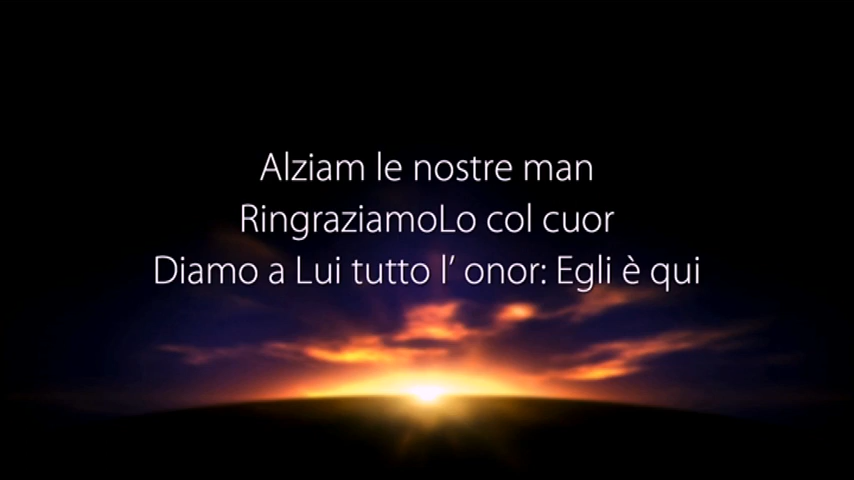 Alziam le nostre man
RingraziamoLo col cuor
Diamo a Lui tutto l’ onor: Egli è qui